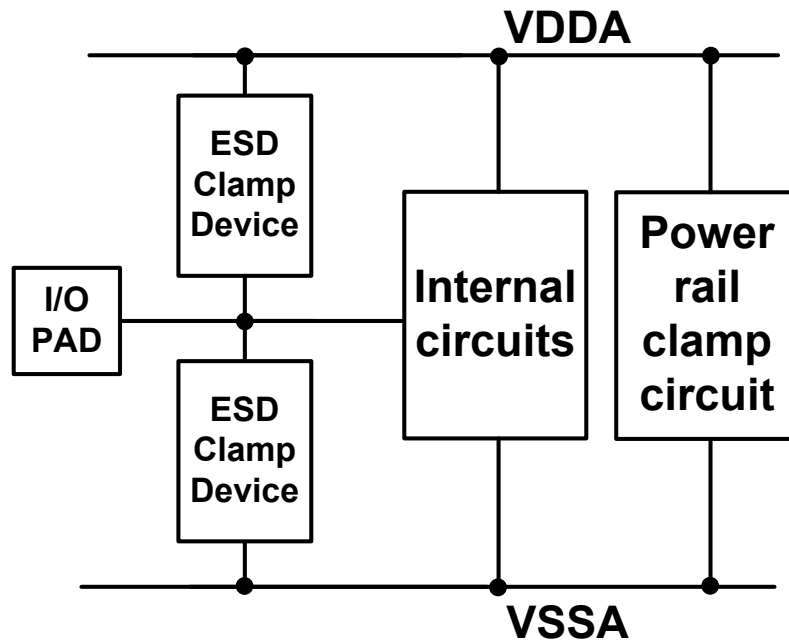 VDDA
ESD
Clamp
Device
I/O
PAD
Internal
circuits
Power
rail
clamp
circuit
ESD
Clamp
Device
VSSA